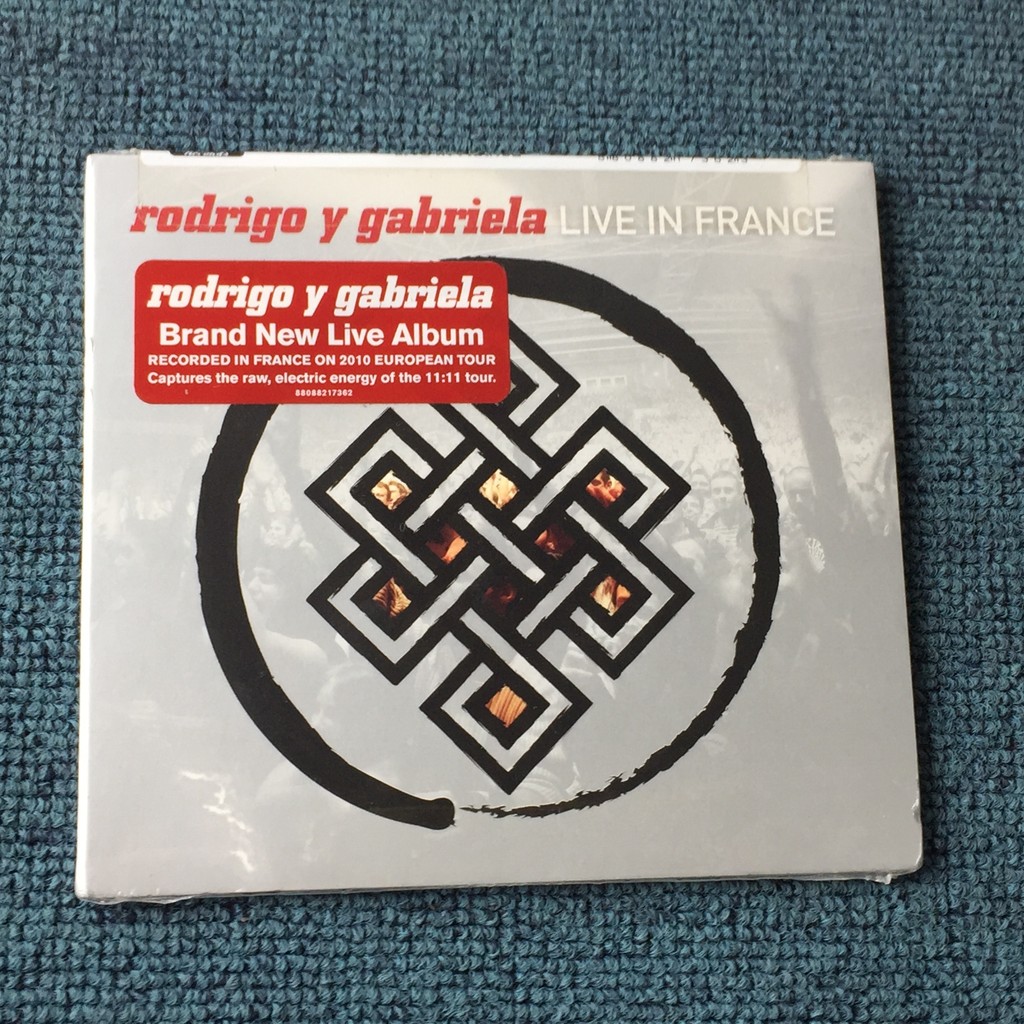 rodrigo y gabriela LIVE IN FRANCE
rodrigo y gabriela
Brand New Live Album
RECORDED IN FRANCE ON 2010 EUROPEAN TOUR
Captures the raw, electric energy of the 11:11 tour.
88088217362